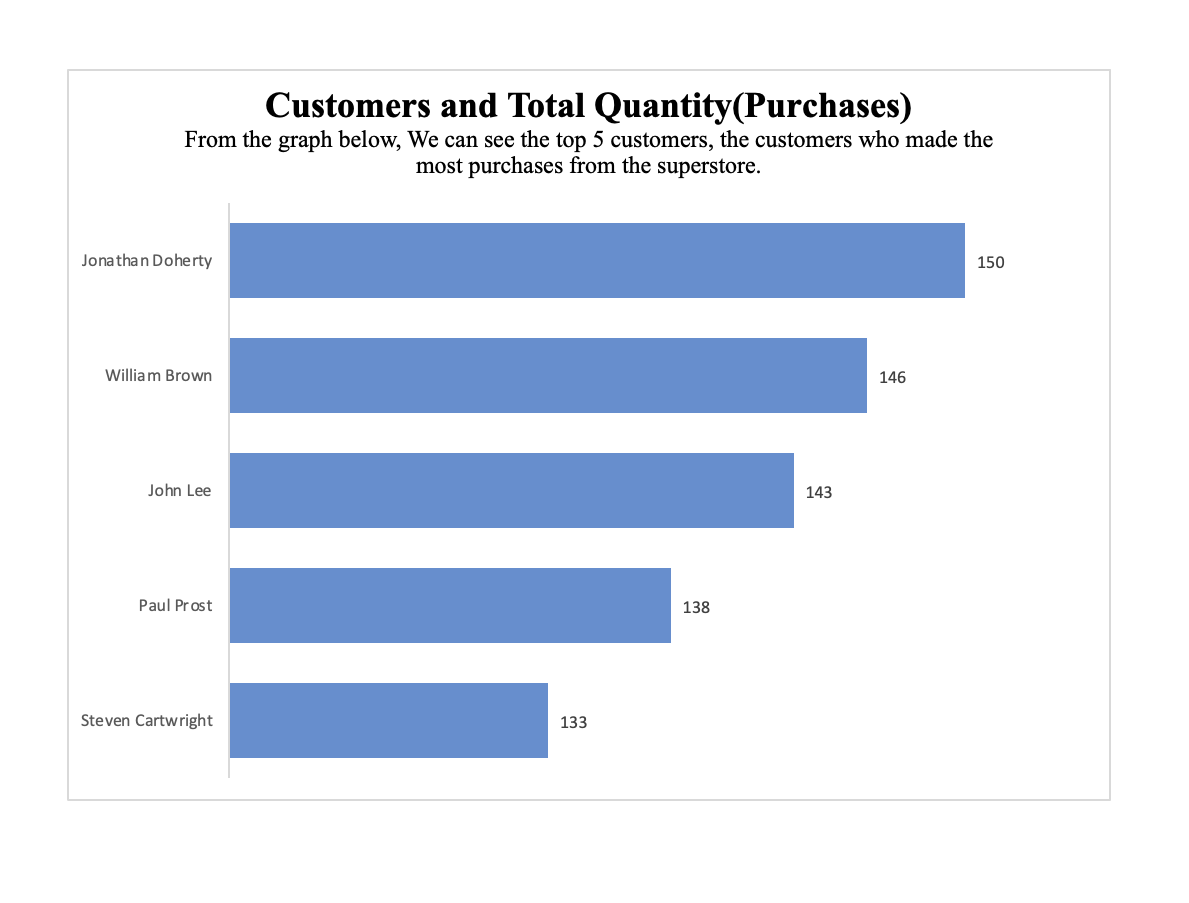 Customers and Total Quantity(Purchases)
From the graph below, We can see the top 5 customers, the customers who made the
most purchases from the superstore.
Jonathan Doherty
150
William Brown
146
John Lee
143
Paul Prost
138
Steven Cartwright
133